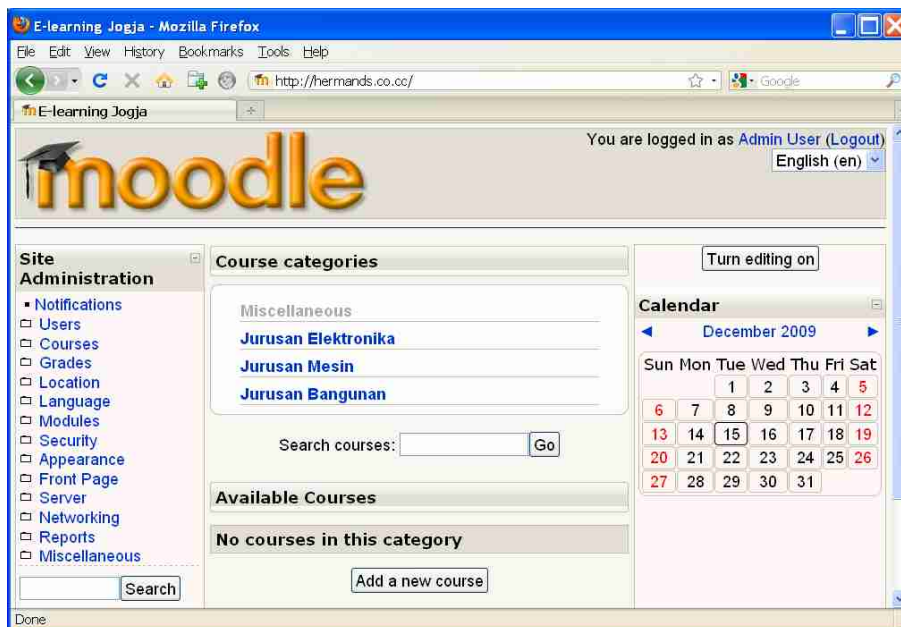 E-learning Jogja - Mozilla Firefox
File Edit View History Bookmarks Tools Help
http://hermands.co.cc/
Google
E-learning Jogja
moodle
You are logged in as Admin User (Logout)
English (en)
Site
Administration
Notifications
Users
Courses
Grades
Location
Language
Modules
Security
Appearance
Front Page
Server
Networking
Reports
Miscellaneous
Search
Course categories
Miscellaneous
Jurusan Elektronika
Jurusan Mesin
Jurusan Bangunan
Search courses: Go
Available Courses
No courses in this category
Add a new course
Turn editing on
Calendar
December 2009
Sun Mon Tue Wed Thu Fri Sat
1 2 3 4 5
6 7 8 9 10 11 12
13 14 15 16 17 18 19
20 21 22 23 24 25 26
27 28 29 30 31
Done